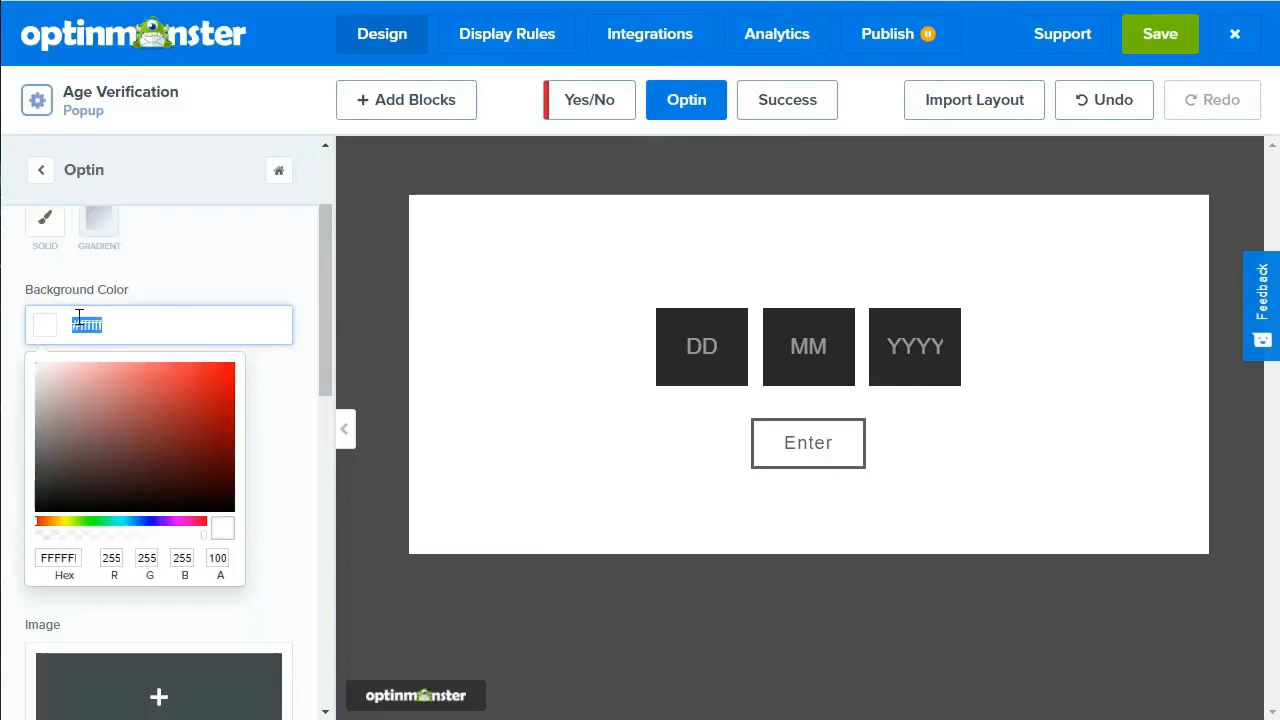 optinmonster
Design
Display Rules
Integrations
Analytics
Publish
Support
Save
Age Verification
Popup
+ Add Blocks
Yes/No
Optin
Success
Import Layout
Undo
Redo
Optin
SOLID
GRADIENT
Background Color
#ffffff
FFFFF
255
255
255
100
Hex
R
G
B
A
Image
DD
MM
YYYY
Enter
Feedback
optinmonster